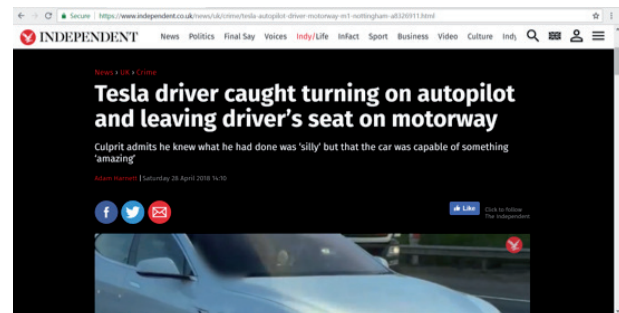 Secure | https://www.independent.co.uk/news/uk/crime/tesla-autopilot-driver-motorway-m1-nottingham-a8326911.html
INDEPENDENT News Politics Final Say Voices Indy/Life InFact Sport Business Video Culture Indy
News > UK > Crime
Tesla driver caught turning on autopilot
and leaving driver's seat on motorway
Culprit admits he knew what he had done was 'silly' but that the car was capable of something
'amazing'
Adam Harnett | Saturday 28 April 2018 14:10
Like Click to follow
The Independent